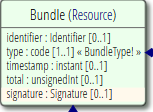 Bundle (Resource)
identifier : Identifier [0..1]
type : code [1..1] « BundleType! »
timestamp : instant [0..1]
total : unsignedInt [0..1]
signature : Signature [0..1]